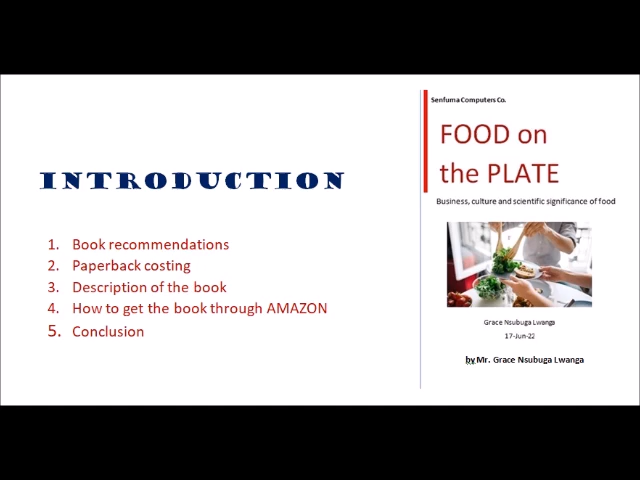 INTRODUCTION
1. Book recommendations
2. Paperback costing
3. Description of the book
4. How to get the book through AMAZON
5. Conclusion
Senfuma Computers Co.
FOOD on
the PLATE
Business, culture and scientific significance of food
Grace Nsubuga Lwanga
17-Jun-22
by Mr. Grace Nsubuga Lwanga